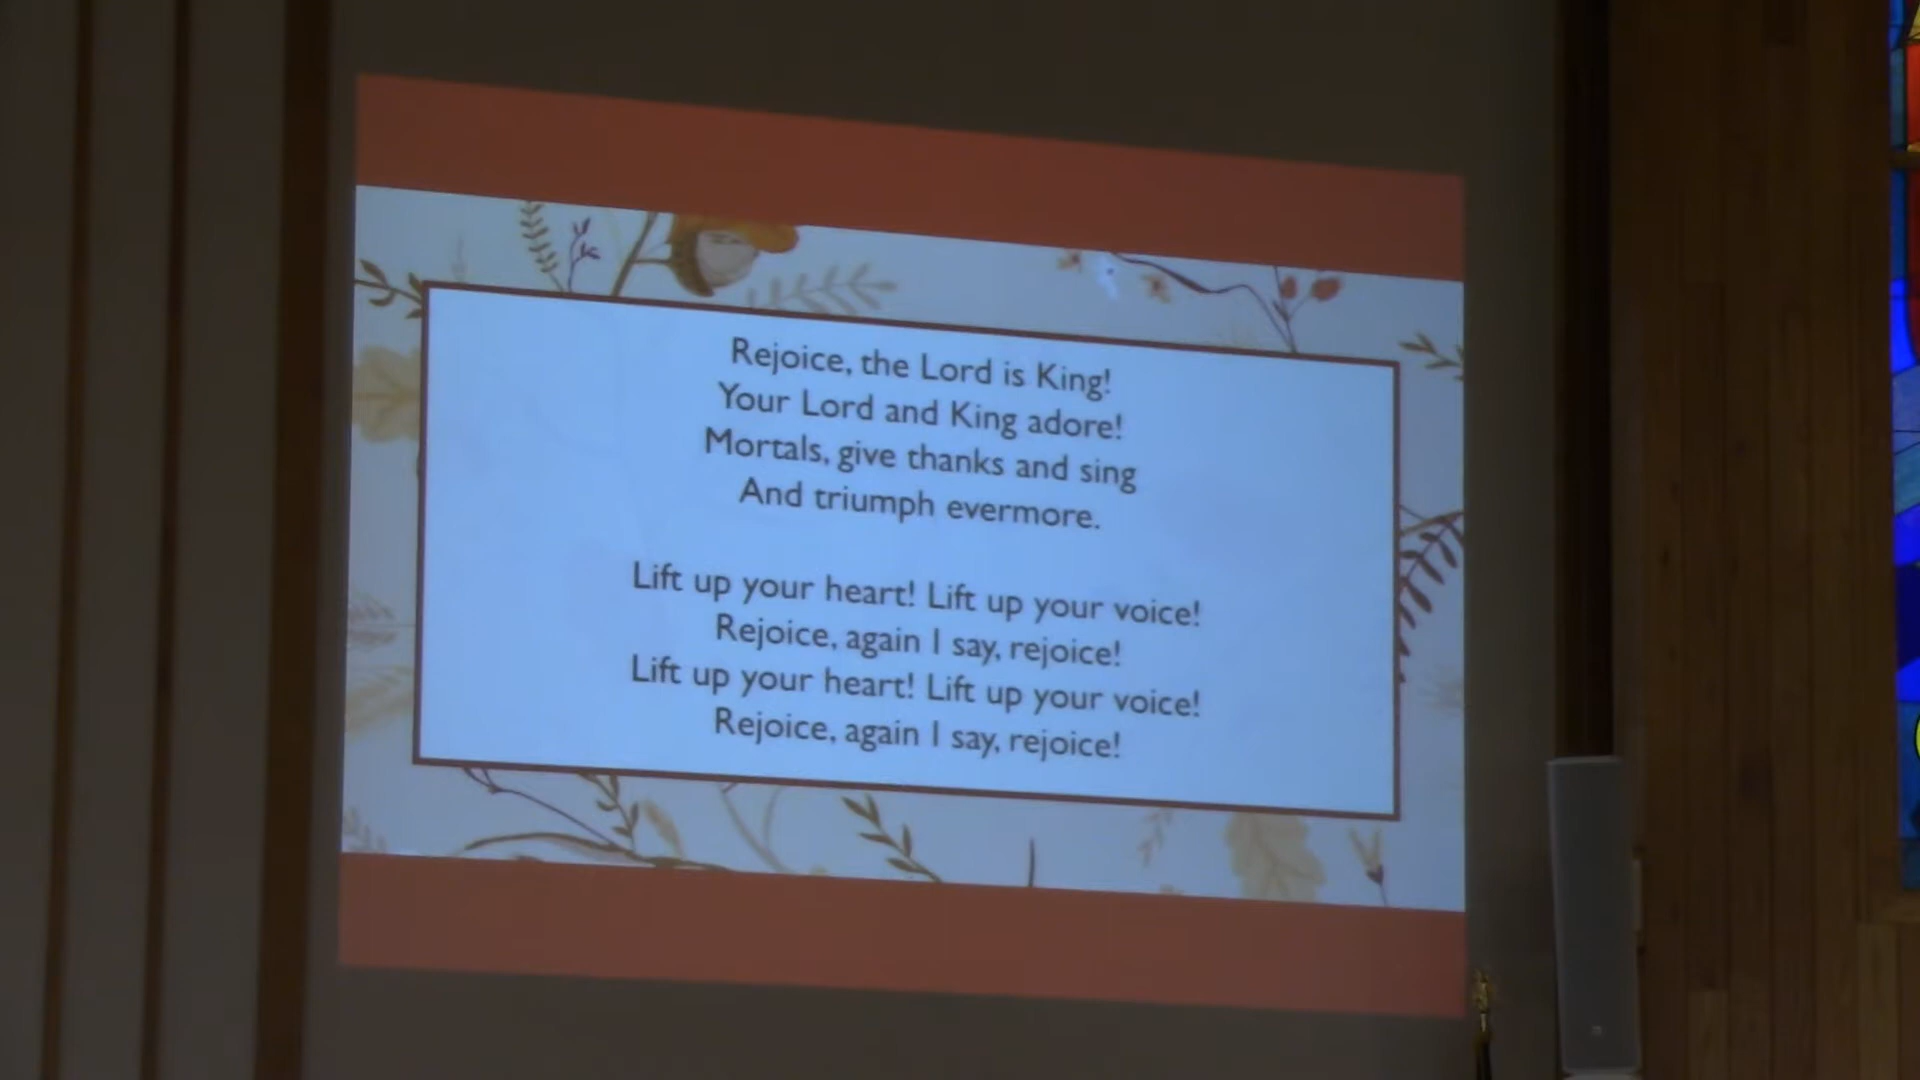 Rejoice, the Lord is King!
Your Lord and King adore!
Mortals, give thanks and sing
And triumph evermore.
Lift up your heart! Lift up your voice!
Rejoice, again I say, rejoice!
Lift up your heart! Lift up your voice!
Rejoice, again I say, rejoice!